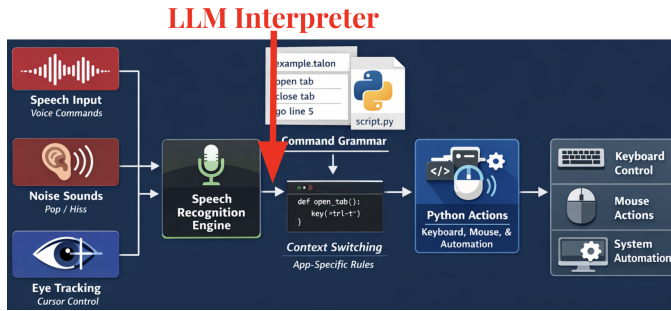 LLM Interpreter
Speech Input
Voice Commands
Noise Sounds
Pop / Hiss
Eye Tracking
Cursor Control
Speech
Recognition
Engine
example.talon
open tab
close tab
go line 5
script.py
Command Grammar
def open_tab():
key(÷trl-t')
}
Context Switching
App-Specific Rules
</>
Python Actions
Keyboard, Mouse, &
Automation
Keyboard
Control
Mouse
Actions
System
Automation